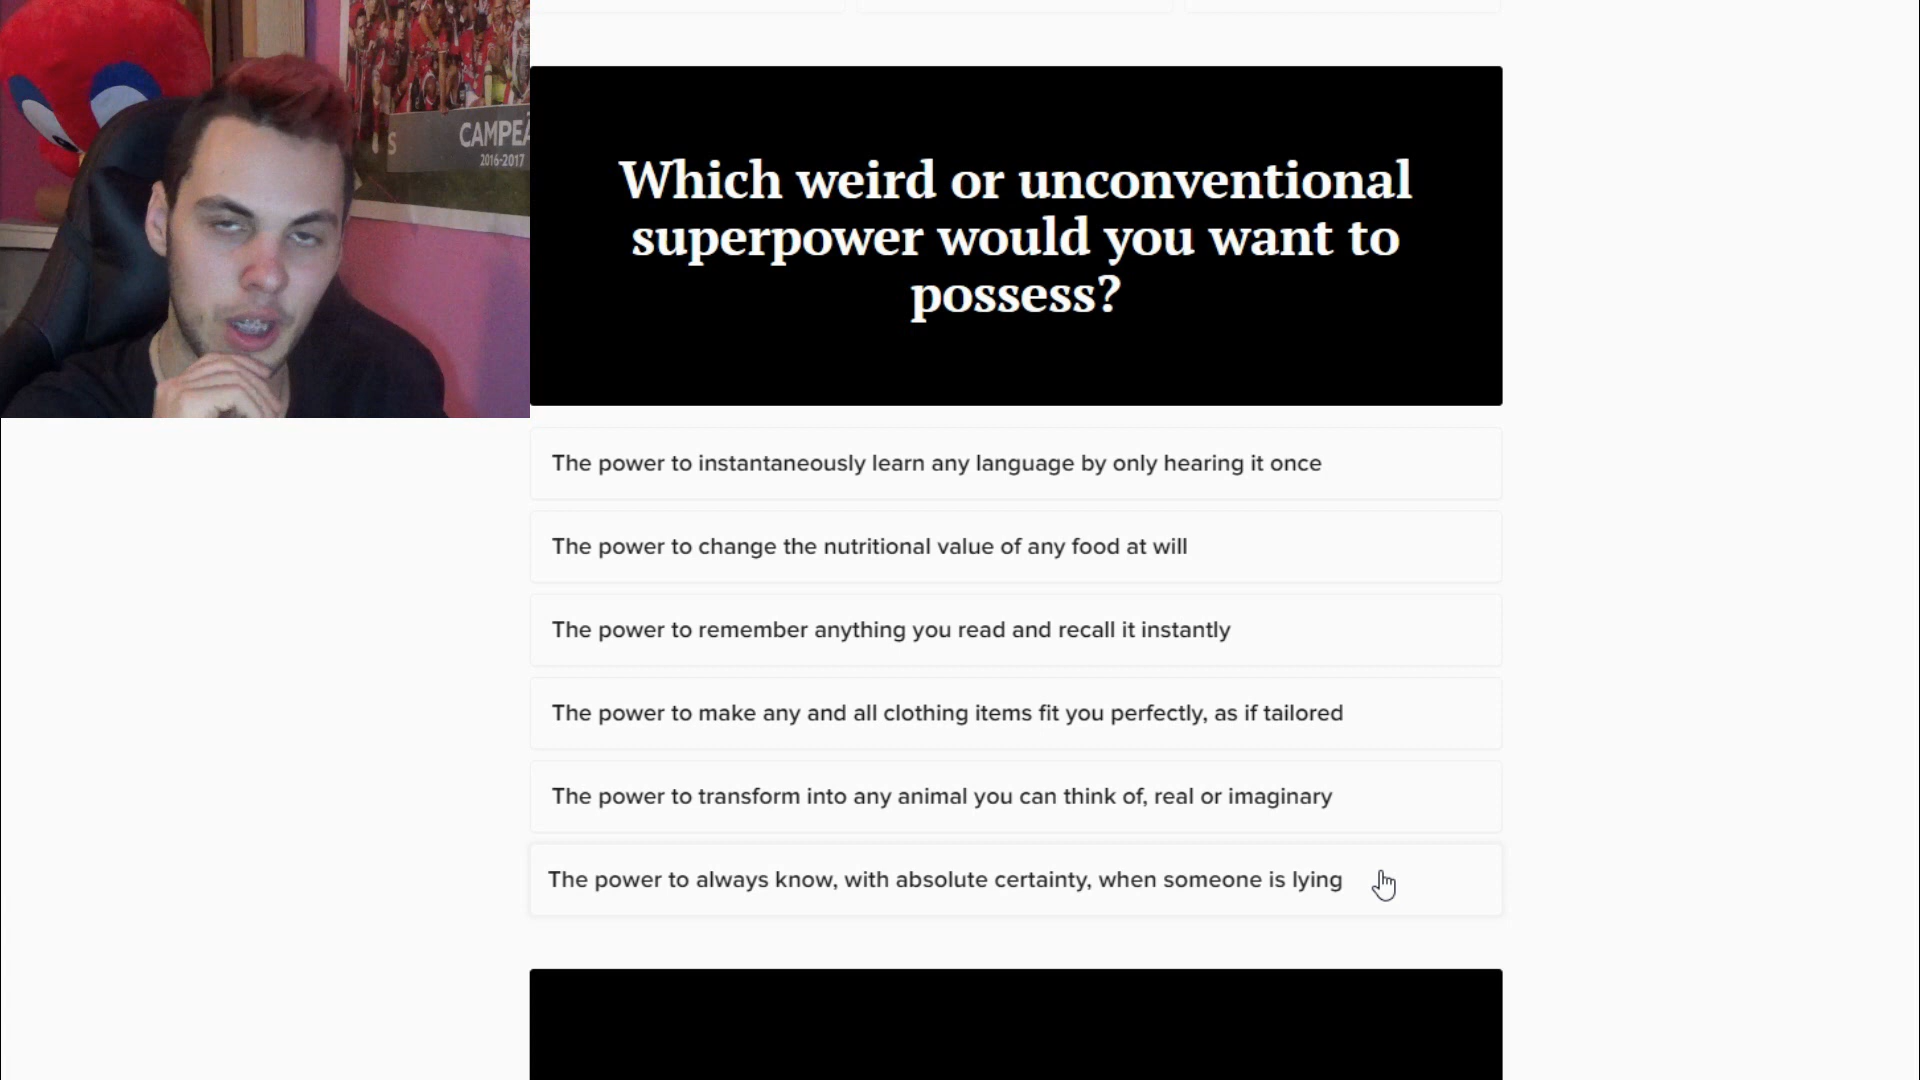 S
CAMPEÃ
2016-2017
Which weird or unconventional
superpower would you want to
possess?
The power to instantaneously learn any language by only hearing it once
The power to change the nutritional value of any food at will
The power to remember anything you read and recall it instantly
The power to make any and all clothing items fit you perfectly, as if tailored
The power to transform into any animal you can think of, real or imaginary
The power to always know, with absolute certainty, when someone is lying